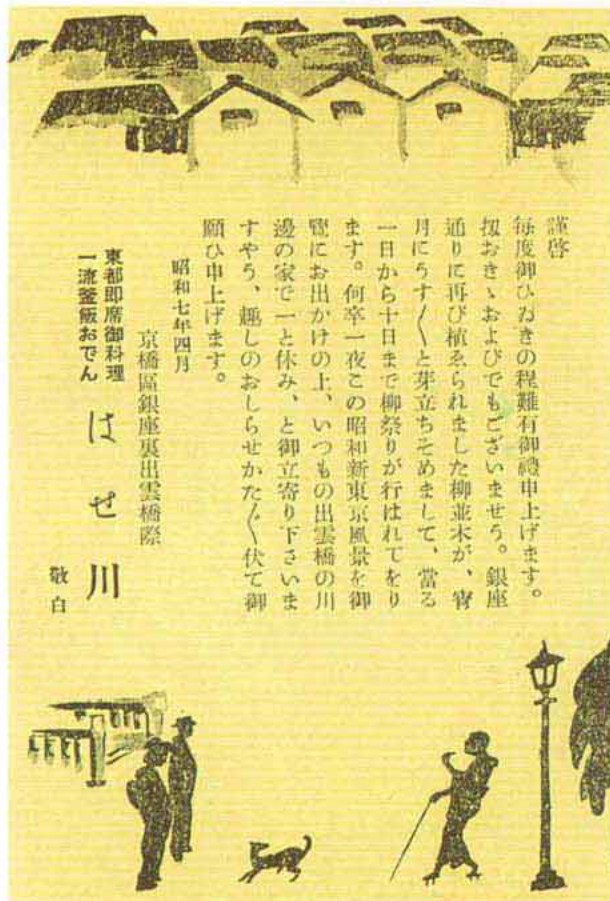 謹啓
毎度御ひゐきの程難有御禮申上げます。
扨おきゝおよびでもございませう。銀座
通りに再び植ゑられました柳並木が、宵
月にうす〳〵と芽立ちそめまして、當る
一日から十日まで柳祭りが行はれてをり
ます。何卒一夜この昭和新東京風景を御
覽にお出かけの上、いつもの出雲橋の川
邊の家で一と休み、と御立寄り下さいま
すやう、趣しのおしらせかた〴〵伏て御
願ひ申上げます。
昭和七年四月
京橋區銀座裏出雲橋際
東都即席御料理
一流釜飯おでん
はせ川
敬白